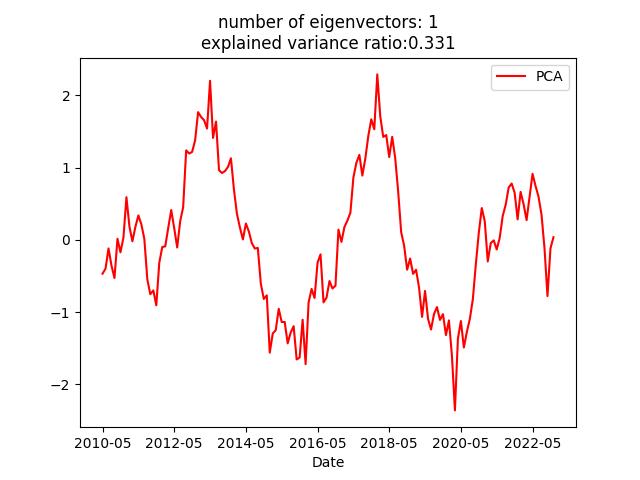 number of eigenvectors: 1
explained variance ratio:0.331
PCA
2
1
0
−1
−2
2010-05 2012-05 2014-05 2016-05 2018-05 2020-05 2022-05
Date